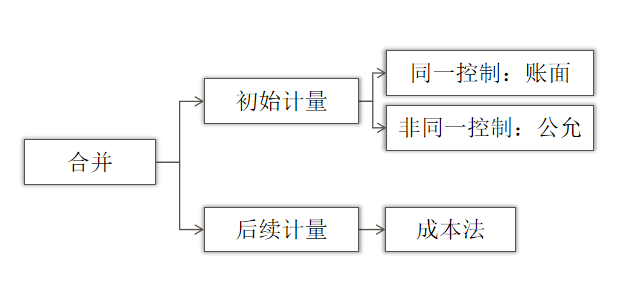 同一控制：账面
初始计量
非同一控制：公允
合并
后续计量
成本法